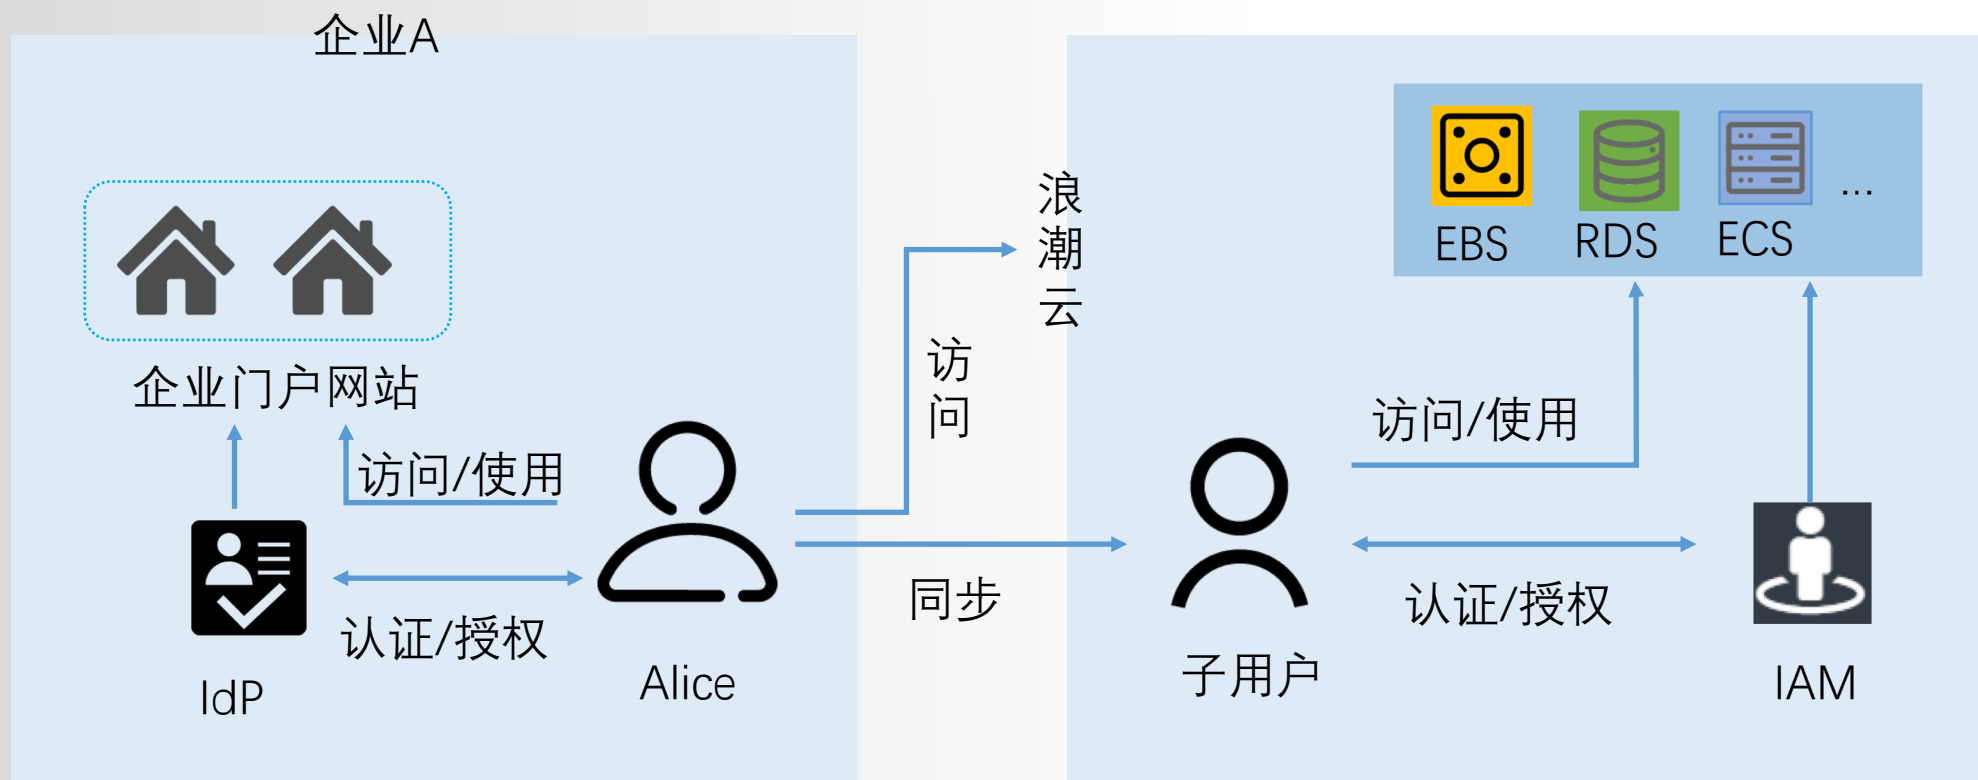 企业A
企业门户网站
访问/使用
认证/授权
IdP
Alice
访问
同步
浪潮云
EBS
RDS
ECS
...
访问/使用
认证/授权
子用户
IAM